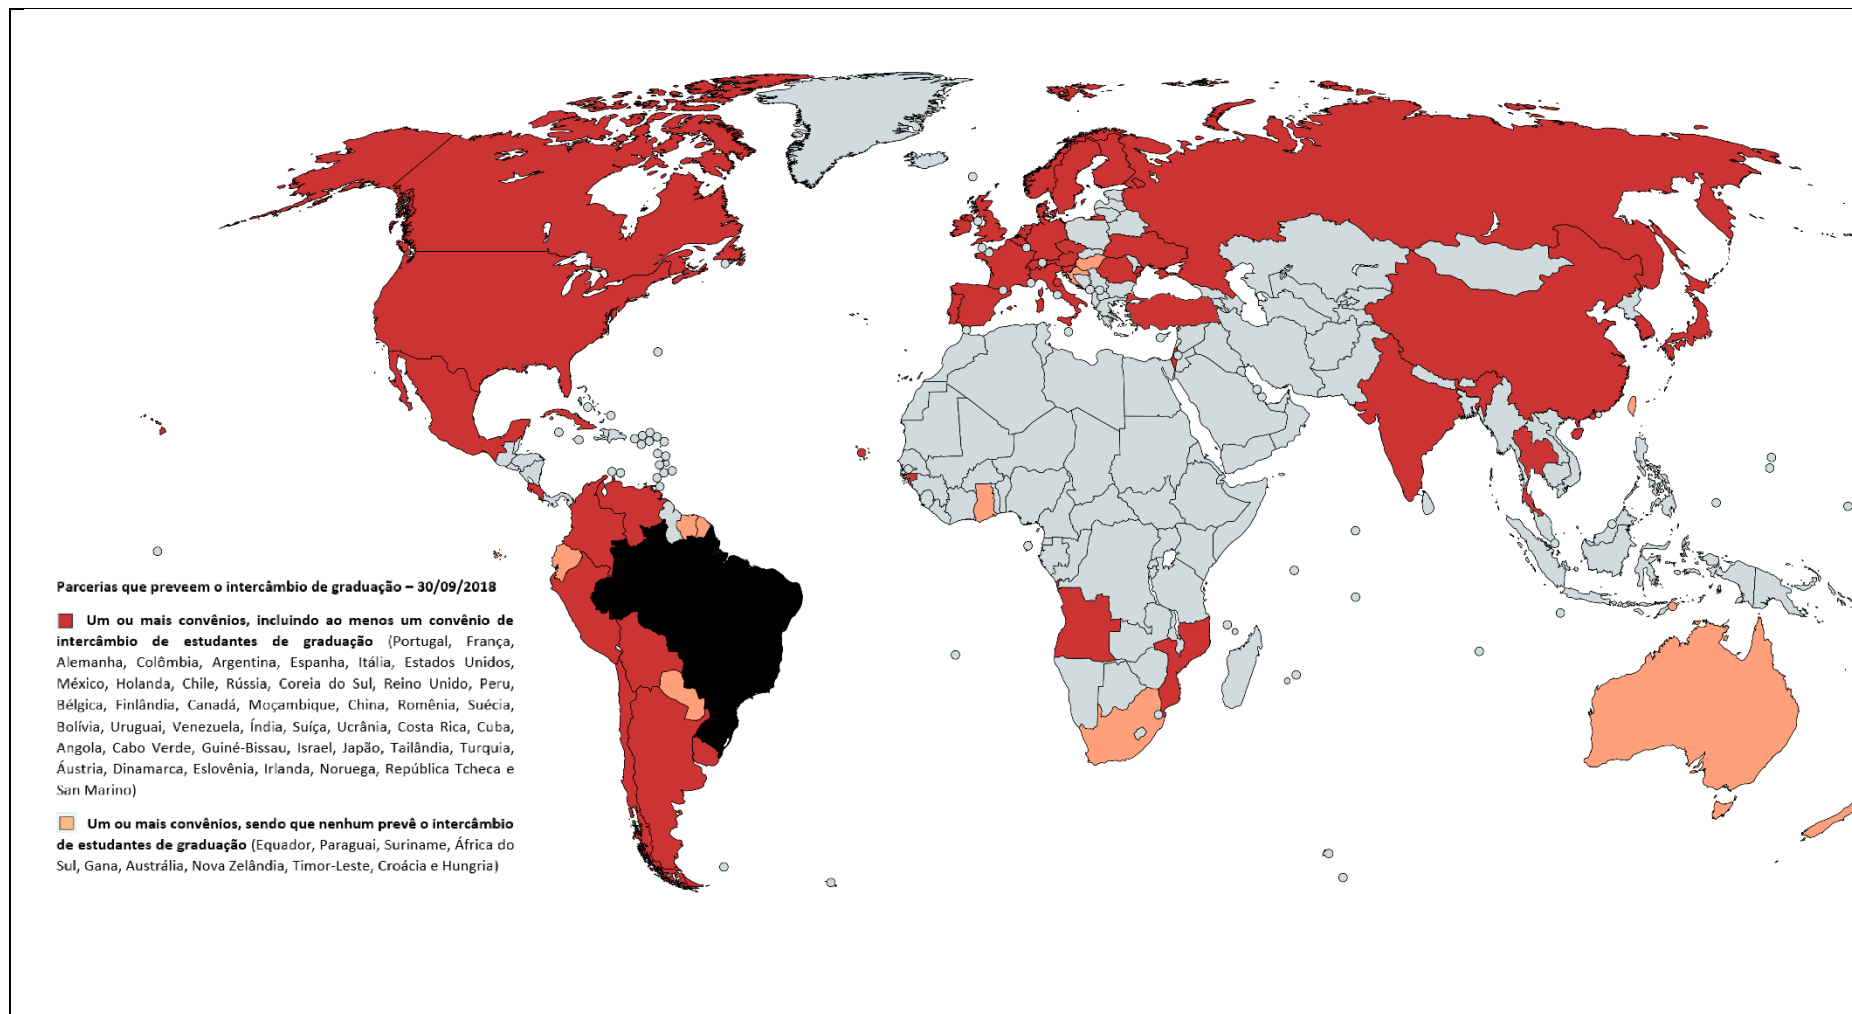 Parcerias que preveem o intercâmbio de graduação – 30/09/2018
Um ou mais convênios, incluindo ao menos um convênio de
intercâmbio de estudantes de graduação (Portugal, França,
Alemanha, Colômbia, Argentina, Espanha, Itália, Estados Unidos,
México, Holanda, Chile, Rússia, Coreia do Sul, Reino Unido, Peru,
Bélgica, Finlândia, Canadá, Moçambique, China, Romênia, Suécia,
Bolívia, Uruguai, Venezuela, Índia, Suíça, Ucrânia, Costa Rica, Cuba,
Angola, Cabo Verde, Guiné-Bissau, Israel, Japão, Tailândia, Turquia,
Áustria, Dinamarca, Eslovênia, Irlanda, Noruega, República Tcheca e
San Marino)
Um ou mais convênios, sendo que nenhum prevê o intercâmbio
de estudantes de graduação (Equador, Paraguai, Suriname, África do
Sul, Gana, Austrália, Nova Zelândia, Timor-Leste, Croácia e Hungria)